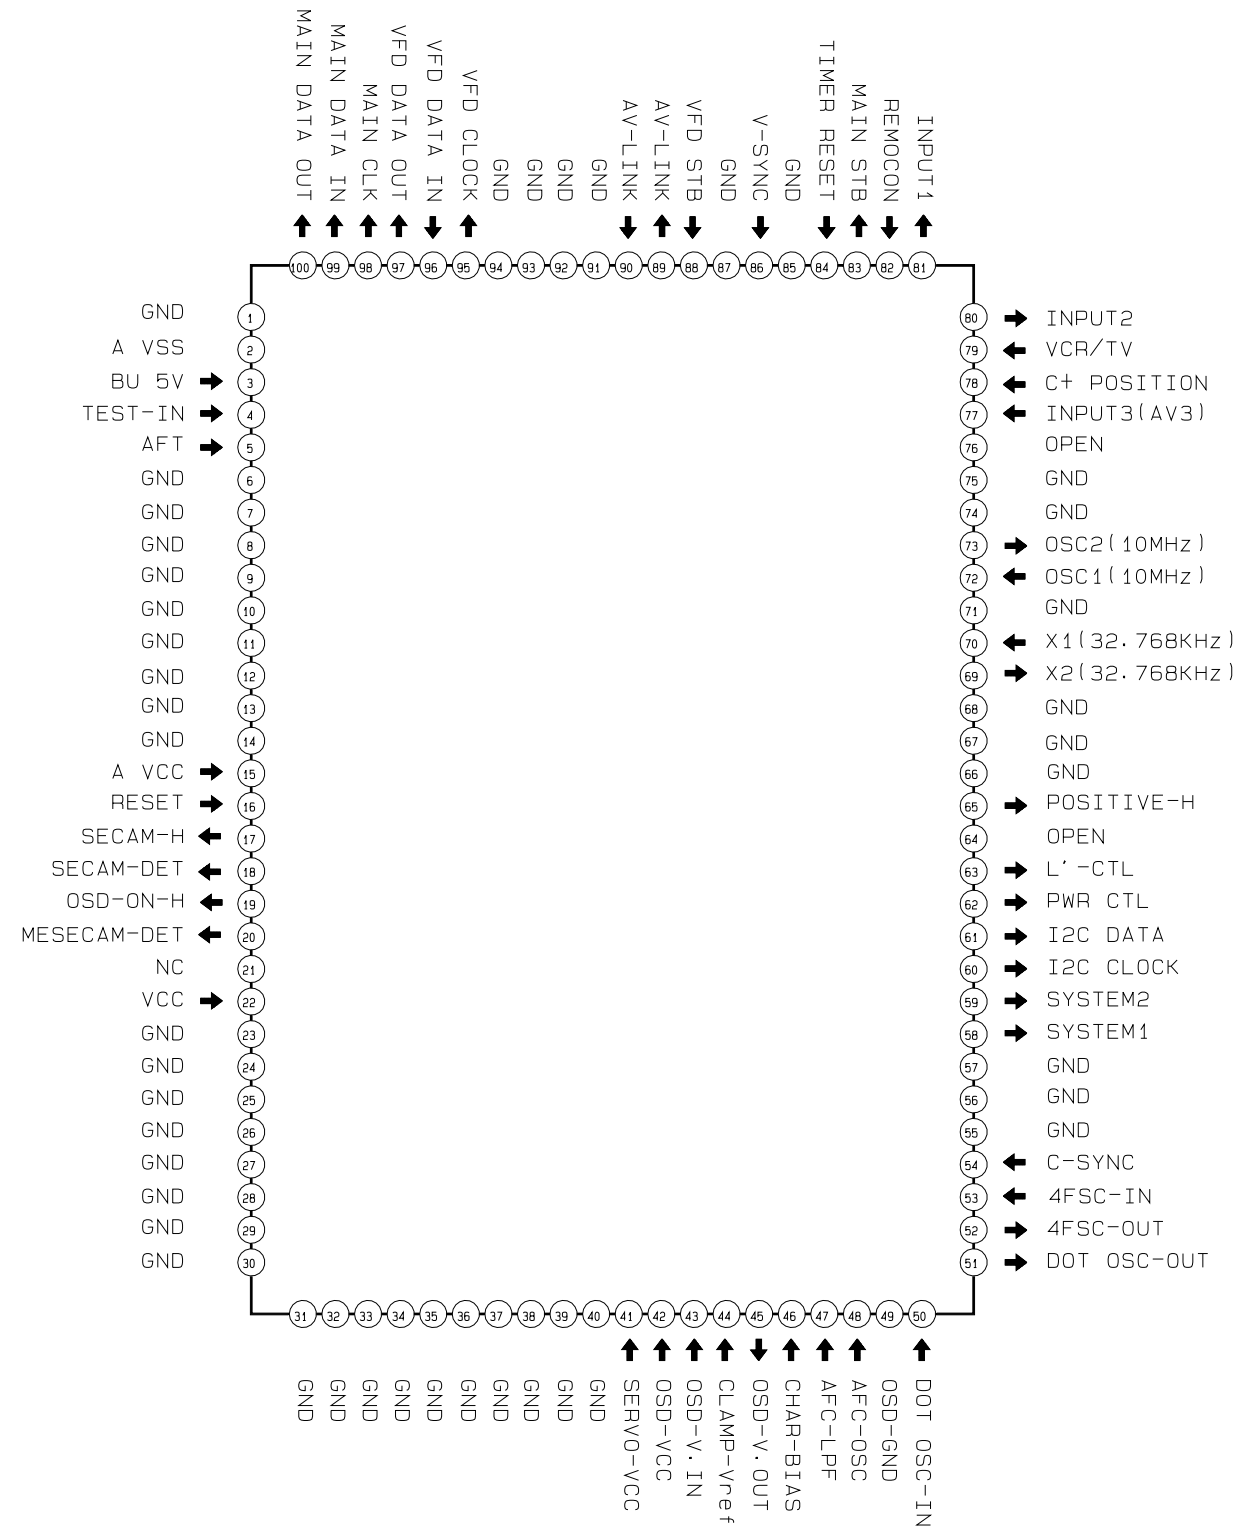 MAIN DATA OUT
MAIN DATA IN
MAIN CLK
VFD DATA OUT
VFD DATA IN
VFD CLOCK
GND
GND
GND
GND
AV-LINK
AV-LINK
VFD STB
GND
V-SYNC
GND
TIMER RESET
MAIN STB
REMOCON
INPUT1
100 99 98 97 96 95 94 93 92 91 90 89 88 87 86 85 84 83 82 81
GND 1
A VSS 2
BU 5V 3
TEST-IN 4
AFT 5
GND 6
GND 7
GND 8
GND 9
GND 10
GND 11
GND 12
GND 13
GND 14
A VCC 15
RESET 16
SECAM-H 17
SECAM-DET 18
OSD-ON-H 19
MESECAM-DET 20
NC 21
VCC 22
GND 23
GND 24
GND 25
GND 26
GND 27
GND 28
GND 29
GND 30
80 INPUT2
79 VCR/TV
78 C+ POSITION
77 INPUT3(AV3)
76 OPEN
75 GND
74 GND
73 OSC2(10MHz)
72 OSC1(10MHz)
71 GND
70 X1(32.768KHz)
69 X2(32.768KHz)
68 GND
67 GND
66 GND
65 POSITIVE-H
64 OPEN
63 L'-CTL
62 PWR CTL
61 I2C DATA
60 I2C CLOCK
59 SYSTEM2
58 SYSTEM1
57 GND
56 GND
55 GND
54 C-SYNC
53 4FSC-IN
52 4FSC-OUT
51 DOT OSC-OUT
31 32 33 34 35 36 37 38 39 40 41 42 43 44 45 46 47 48 49 50
GND
GND
GND
GND
GND
GND
GND
GND
GND
GND
SERVO-VCC
OSD-VCC
OSD-V.IN
CLAMP-Vref
OSD-V.OUT
CHAR-BIAS
AFC-LPF
AFC-OSC
OSD-GND
DOT OSC-IN